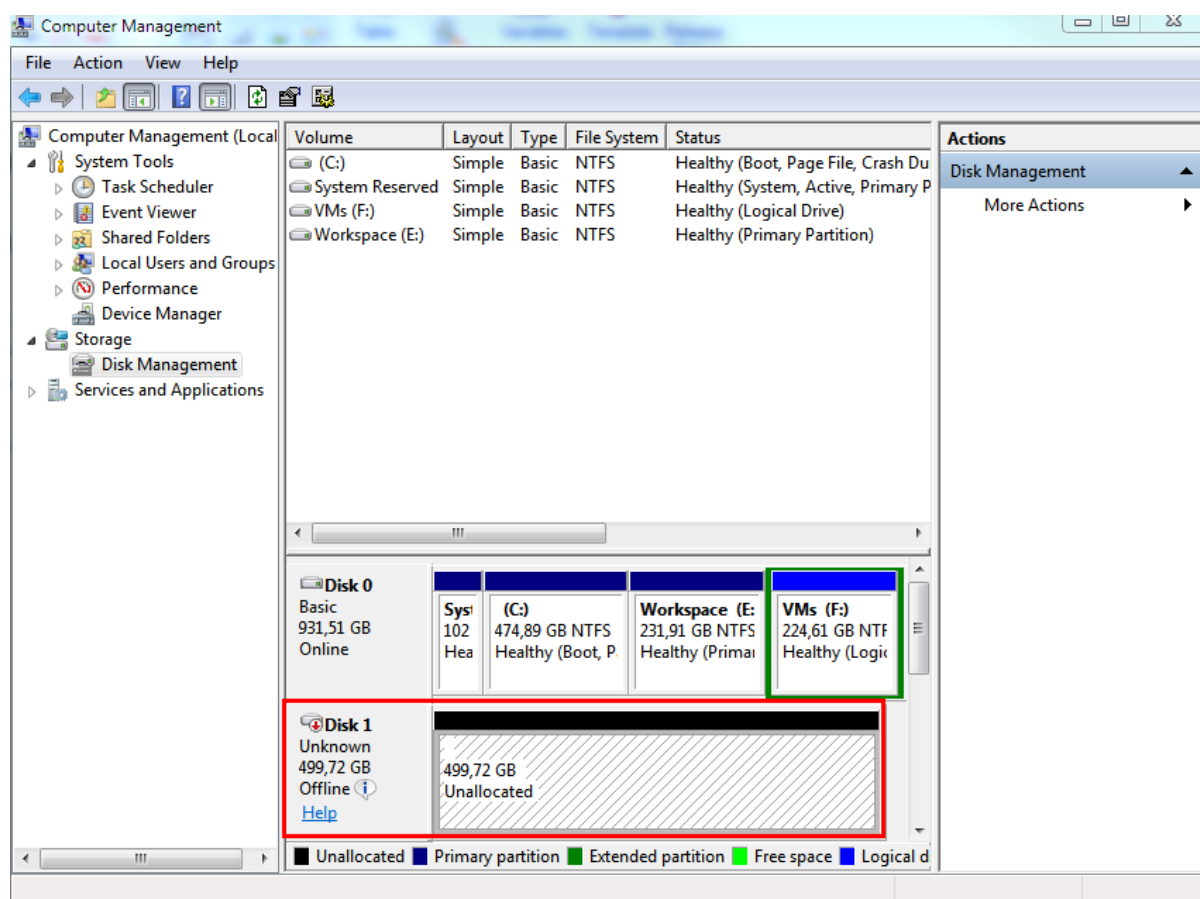 Computer Management
File Action View Help
Computer Management (Local
System Tools
Task Scheduler
Event Viewer
Shared Folders
Local Users and Groups
Performance
Device Manager
Storage
Disk Management
Services and Applications
Volume Layout Type File System Status
(C:) Simple Basic NTFS Healthy (Boot, Page File, Crash Du
System Reserved Simple Basic NTFS Healthy (System, Active, Primary P
VMs (F:) Simple Basic NTFS Healthy (Logical Drive)
Workspace (E:) Simple Basic NTFS Healthy (Primary Partition)
Disk 0
Basic
931,51 GB
Online
Syst
102
Hea
(C:)
474,89 GB NTFS
Healthy (Boot, P
Workspace (E:
231,91 GB NTFS
Healthy (Primar
VMs (F:)
224,61 GB NTF
Healthy (Logic
Disk 1
Unknown
499,72 GB
Offline
Help
499,72 GB
Unallocated
Unallocated Primary partition Extended partition Free space Logical d
Actions
Disk Management
More Actions